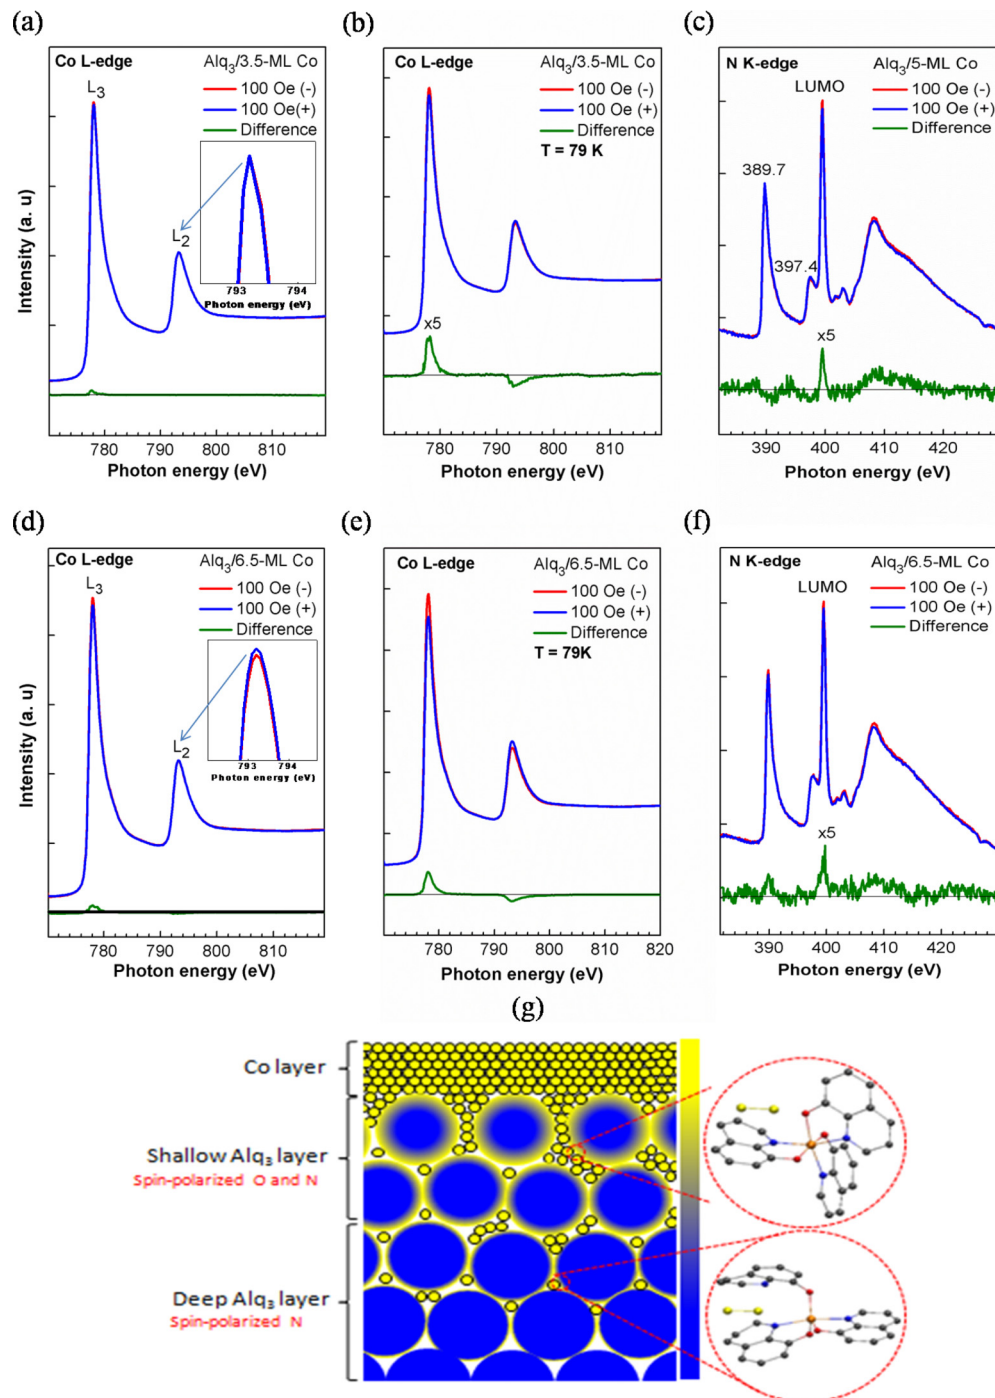 (a)
Co L-edge
Alq3/3.5-ML Co
L3
100 Oe (-)
100 Oe(+)
Difference
L2
793 794
Photon energy (eV)
Intensity (a. u)
780 790 800 810
Photon energy (eV)
(b)
Co L-edge
Alq3/3.5-ML Co
100 Oe (-)
100 Oe (+)
Difference
T = 79 K
x5
780 790 800 810
Photon energy (eV)
(c)
N K-edge
Alq3/5-ML Co
LUMO
100 Oe (-)
100 Oe (+)
Difference
389.7
397.4
x5
390 400 410 420
Photon energy (eV)
(d)
Co L-edge
Alq3/6.5-ML Co
L3
100 Oe (-)
100 Oe (+)
Difference
L2
793 794
Photon energy (eV)
Intensity (a. u)
780 790 800 810
Photon energy (eV)
(e)
Co L-edge
Alq3/6.5-ML Co
100 Oe (-)
100 Oe (+)
Difference
T = 79K
780 790 800 810 820
Photon energy (eV)
(f)
N K-edge
Alq3/6.5-ML Co
LUMO
100 Oe (-)
100 Oe (+)
Difference
x5
390 400 410 420
Photon energy (eV)
(g)
Co layer
Shallow Alq3 layer
Spin-polarized O and N
Deep Alq3 layer
Spin-polarized N